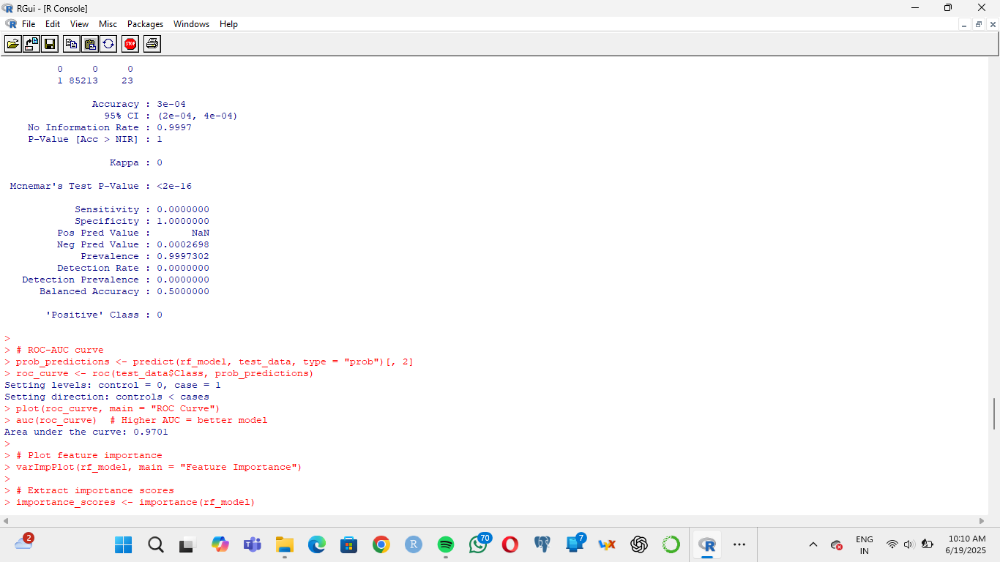 RGui - [R Console]
File Edit View Misc Packages Windows Help
STOP
0 0 0
1 85213 23
Accuracy : 3e-04
95% CI : (2e-04, 4e-04)
No Information Rate : 0.9997
P-Value [Acc > NIR] : 1
Kappa : 0
Mcnemar's Test P-Value : <2e-16
Sensitivity : 0.0000000
Specificity : 1.0000000
Pos Pred Value : NaN
Neg Pred Value : 0.0002698
Prevalence : 0.9997302
Detection Rate : 0.0000000
Detection Prevalence : 0.0000000
Balanced Accuracy : 0.5000000
'Positive' Class : 0
>
> # ROC-AUC curve
> prob_predictions <- predict(rf_model, test_data, type = "prob")[, 2]
> roc_curve <- roc(test_data$Class, prob_predictions)
Setting levels: control = 0, case = 1
Setting direction: controls < cases
> plot(roc_curve, main = "ROC Curve")
> auc(roc_curve)  # Higher AUC = better model
Area under the curve: 0.9701
>
> # Plot feature importance
> varImpPlot(rf_model, main = "Feature Importance")
>
> # Extract importance scores
> importance_scores <- importance(rf_model)
2
70
7
ENG
IN
10:10 AM
6/19/2025